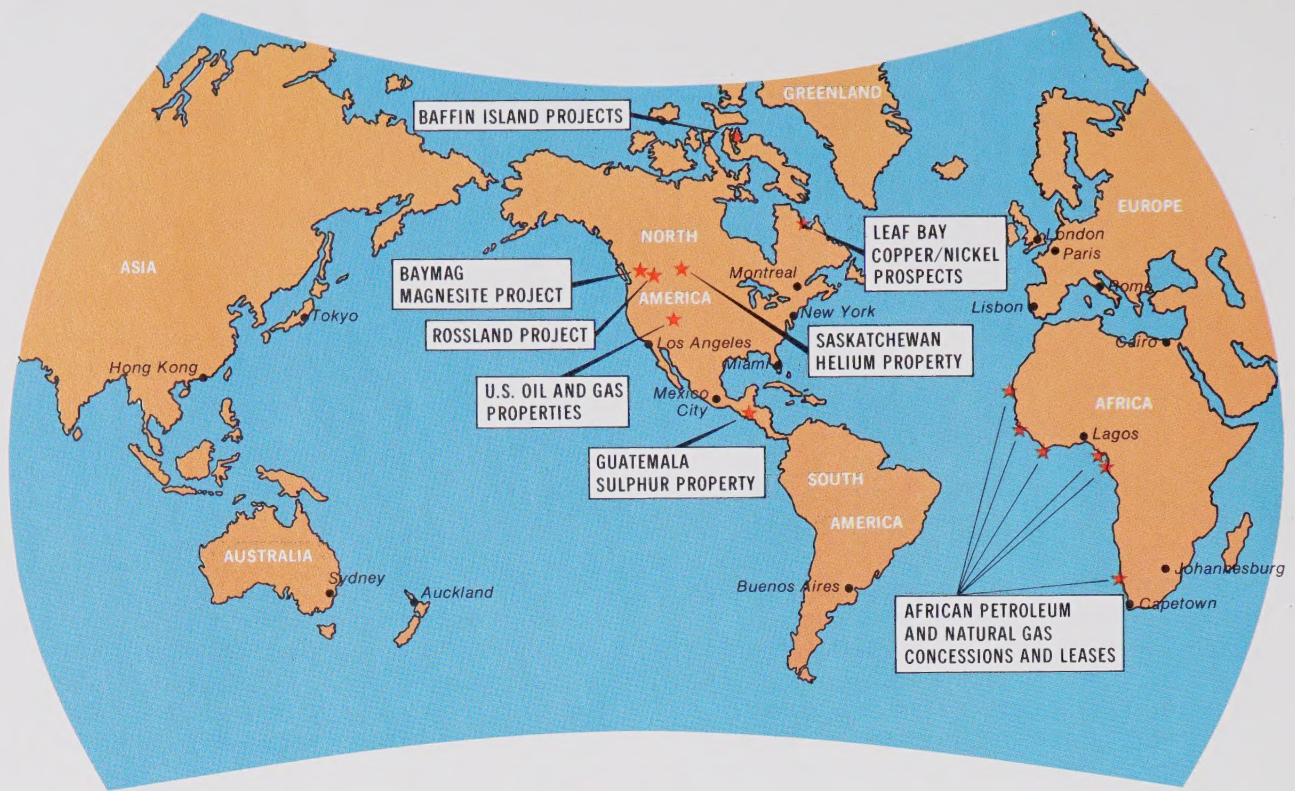 GREENLAND
BAFFIN ISLAND PROJECTS
EUROPE
LEAF BAY
COPPER/NICKEL
PROSPECTS
London
Paris
NORTH
ASIA
BAYMAG
MAGNESITE PROJECT
Montreal
Rome
AMERICA
Lisbon
New York
Tokyo
ROSSLAND PROJECT
SASKATCHEWAN
HELIUM PROPERTY
Los Angeles
Cairo
Hong Kong
Miami
U.S. OIL AND GAS
PROPERTIES
Mexico
City
AFRICA
Lagos
GUATEMALA
SULPHUR PROPERTY
SOUTH
AMERICA
AUSTRALIA
Sydney
Auckland
Buenos Aires
Johannesburg
Capetown
AFRICAN PETROLEUM
AND NATURAL GAS
CONCESSIONS AND LEASES